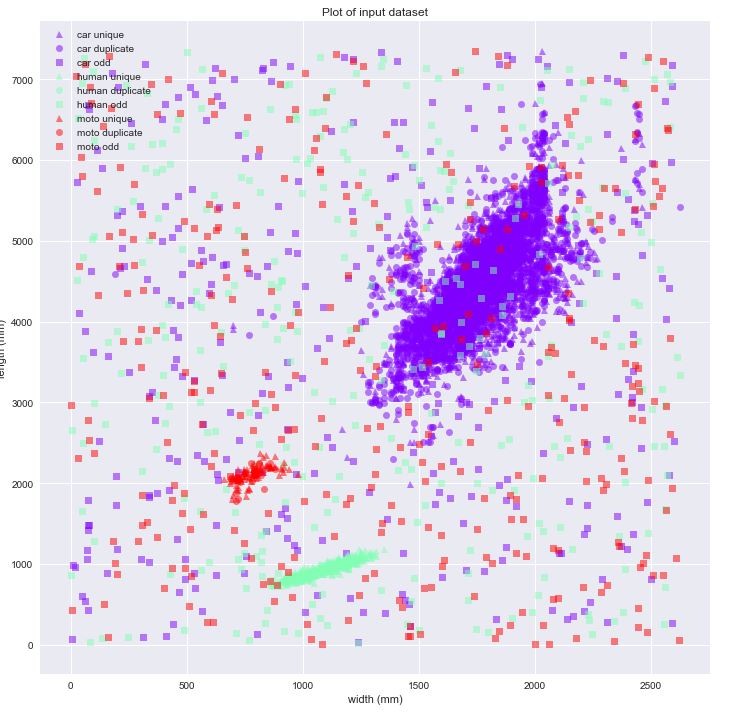 Plot of input dataset
car unique
car duplicate
car odd
human unique
human duplicate
human odd
moto unique
moto duplicate
moto odd
7000
6000
5000
4000
3000
2000
1000
0
length (mm)
0
500
1000
1500
2000
2500
width (mm)